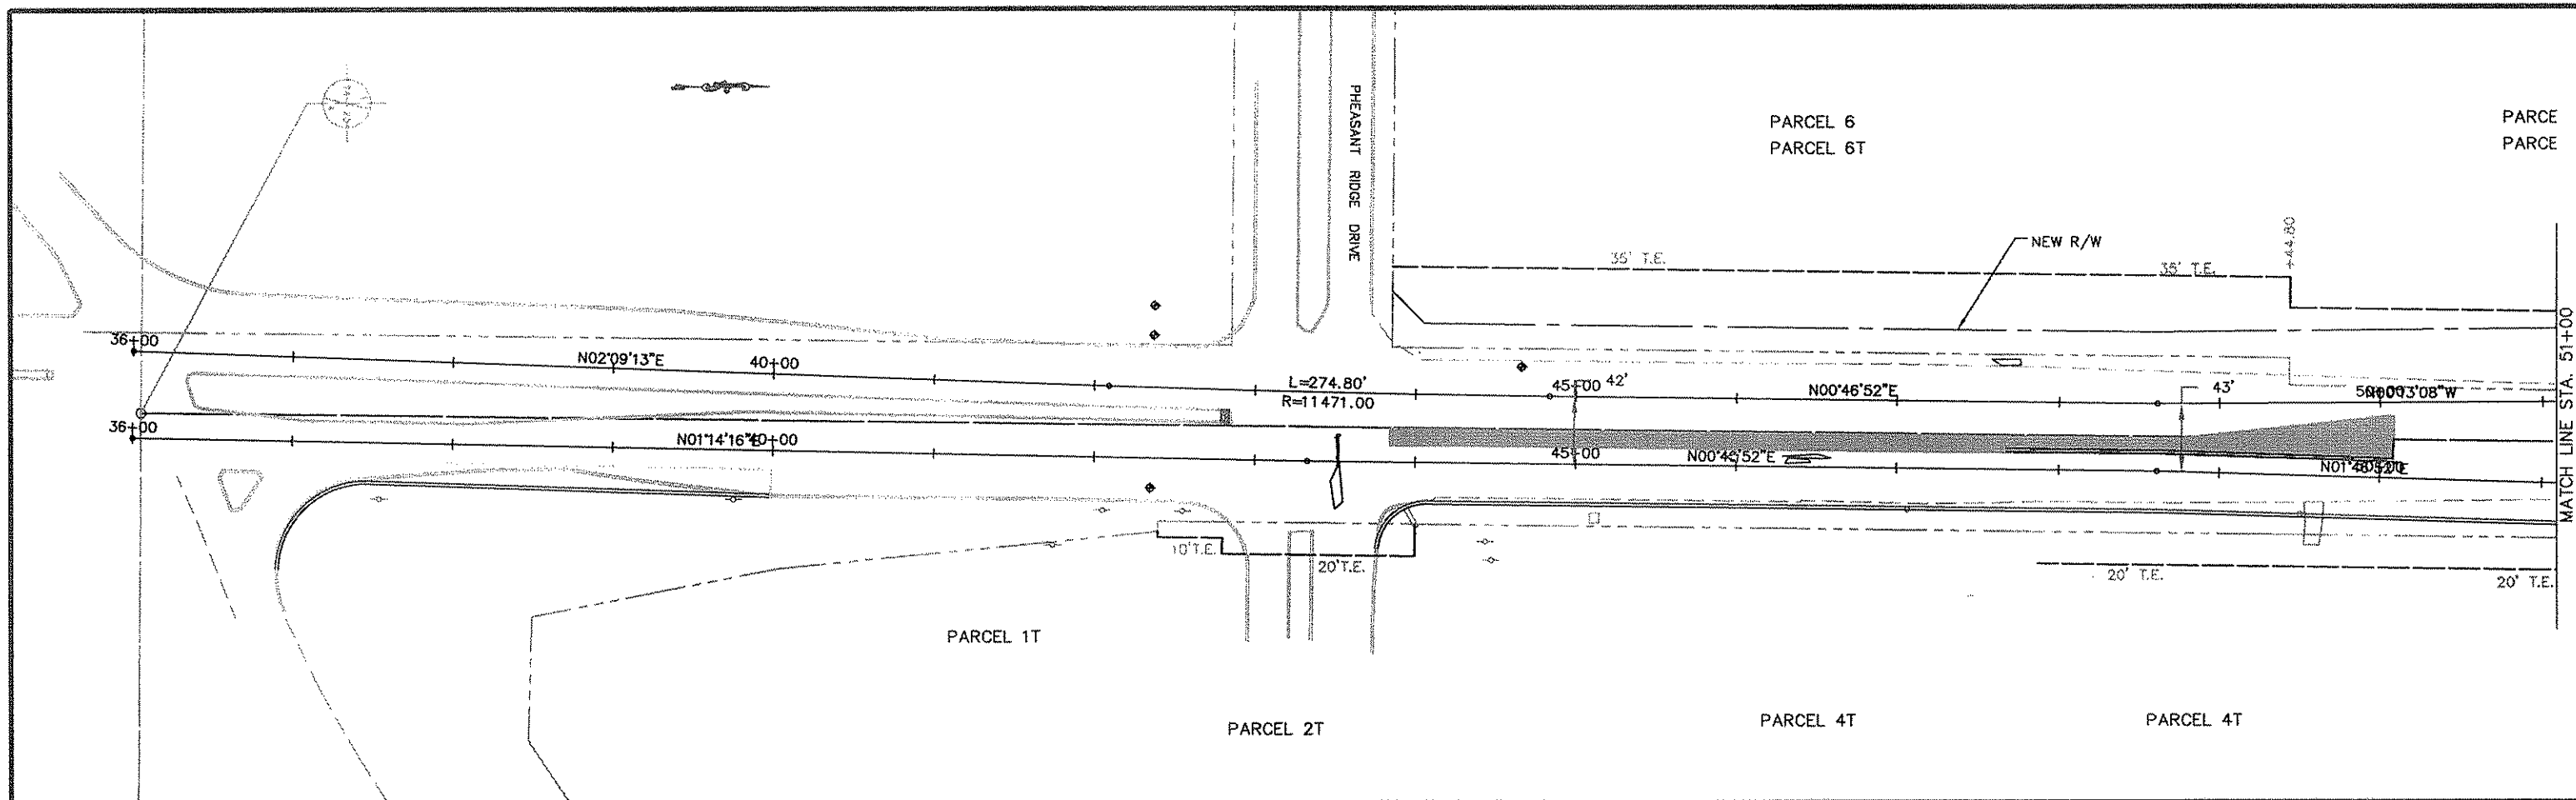 PHEASANT RIDGE DRIVE
PARCEL 6
PARCEL 6T
PARCE
PARCE
+44.80
NEW R/W
35' T.E.
35' T.E.
36+00
N02°09'13"E
40+00
L=274.80'
R=11471.00
45+00
42'
N00°46'52"E
43'
MATCH LINE STA. 51+00
36+00
N01°14'16"E
40+00
45+00
N00°46'52"E
10'T.E.
20'T.E.
20' T.E.
20' T.E.
PARCEL 1T
PARCEL 2T
PARCEL 4T
PARCEL 4T